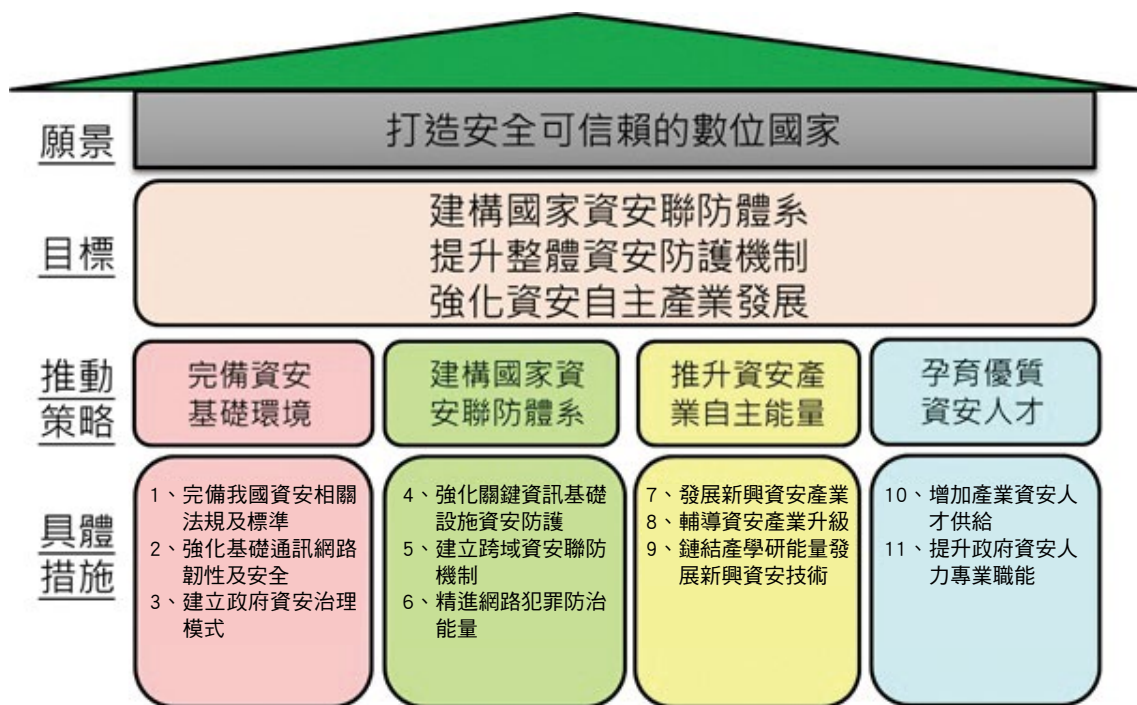 願景
打造安全可信賴的數位國家
目標
建構國家資安聯防體系
提升整體資安防護機制
強化資安自主產業發展
推動
策略
完備資安
基礎環境
建構國家資
安聯防體系
推升資安產
業自主能量
孕育優質
資安人才
具體
措施
1、完備我國資安相關
法規及標準
2、強化基礎通訊網路
韌性及安全
3、建立政府資安治理
模式
4、強化關鍵資訊基礎
設施資安防護
5、建立跨域資安聯防
機制
6、精進網路犯罪防治
能量
7、發展新興資安產業
8、輔導資安產業升級
9、鏈結產學研能量發
展新興資安技術
10、增加產業資安人
才供給
11、提升政府資安人
力專業職能